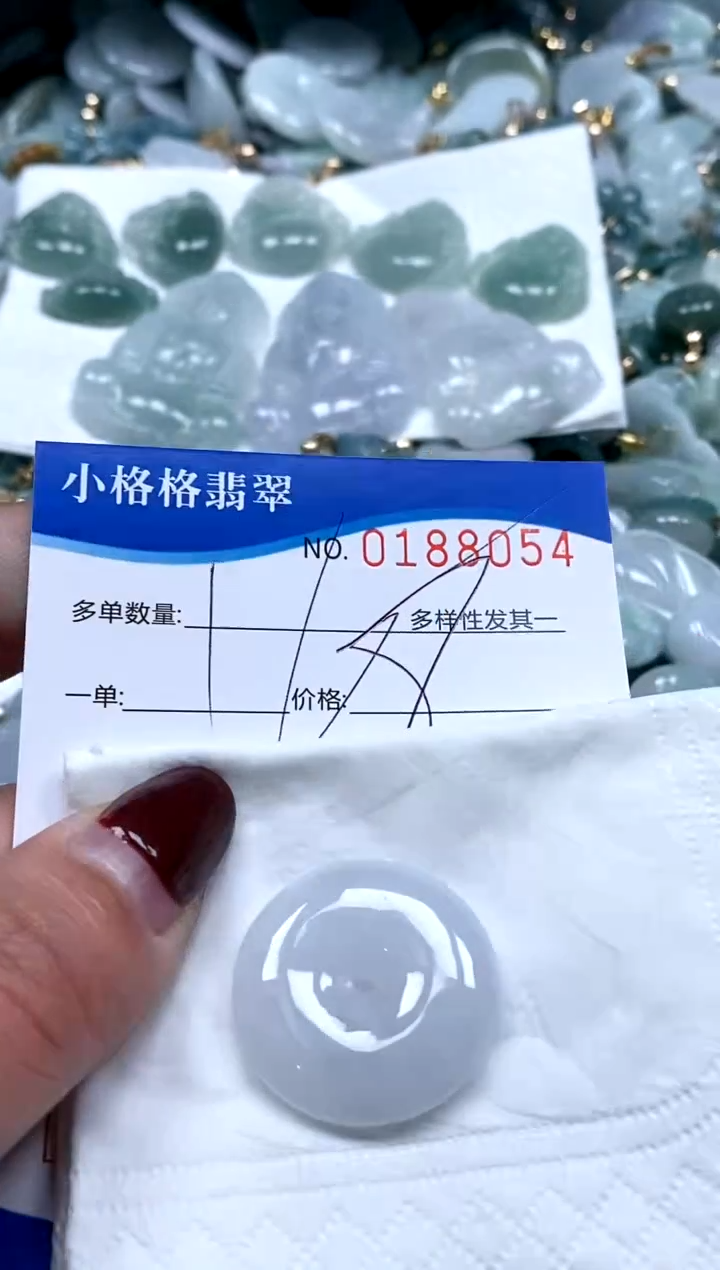 小格格翡翠
NO. 0188054
多单数量:
多样性发其一
一单:
价格: